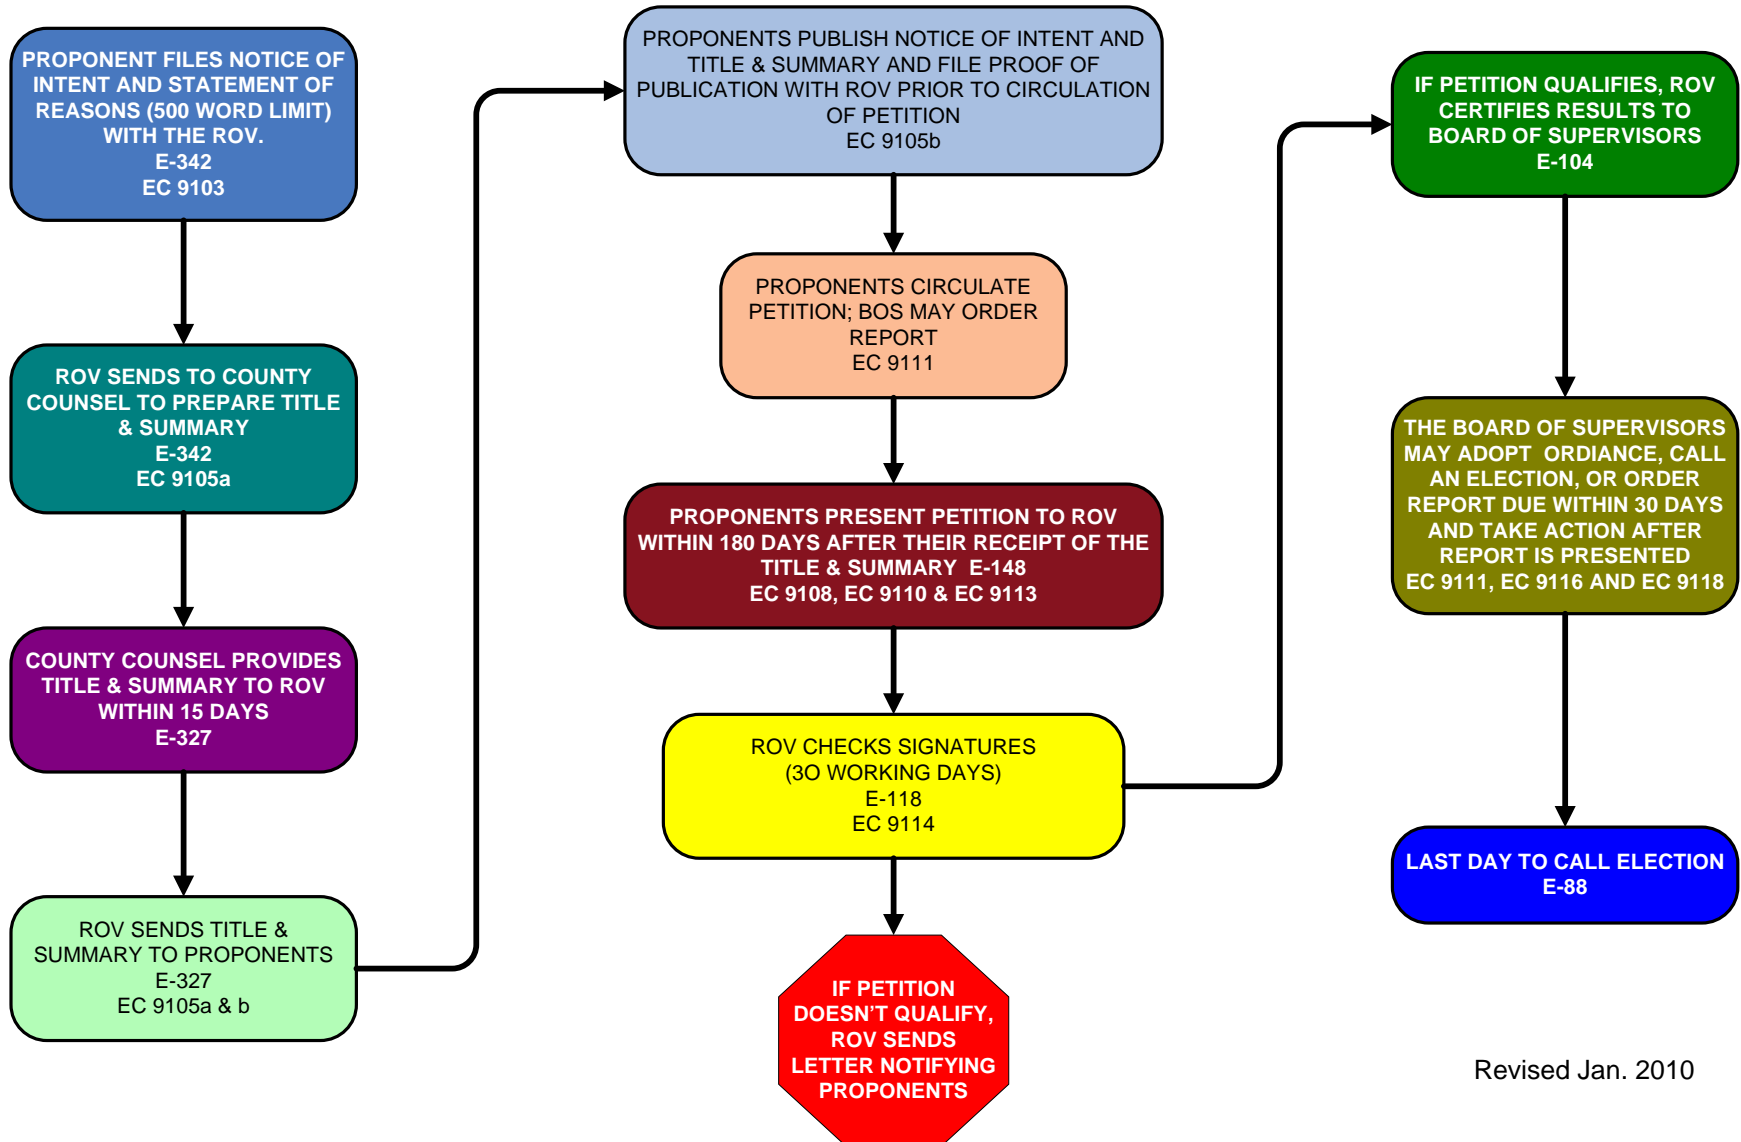 PROPONENT FILES NOTICE OF
INTENT AND STATEMENT OF
REASONS (500 WORD LIMIT)
WITH THE ROV.
E-342
EC 9103
ROV SENDS TO COUNTY
COUNSEL TO PREPARE TITLE
& SUMMARY
E-342
EC 9105a
COUNTY COUNSEL PROVIDES
TITLE & SUMMARY TO ROV
WITHIN 15 DAYS
E-327
ROV SENDS TITLE &
SUMMARY TO PROPONENTS
E-327
EC 9105a & b
PROPONENTS PUBLISH NOTICE OF INTENT AND
TITLE & SUMMARY AND FILE PROOF OF
PUBLICATION WITH ROV PRIOR TO CIRCULATION
OF PETITION
EC 9105b
PROPONENTS CIRCULATE
PETITION; BOS MAY ORDER
REPORT
EC 9111
PROPONENTS PRESENT PETITION TO ROV
WITHIN 180 DAYS AFTER THEIR RECEIPT OF THE
TITLE & SUMMARY  E-148
EC 9108, EC 9110 & EC 9113
ROV CHECKS SIGNATURES
(3O WORKING DAYS)
E-118
EC 9114
IF PETITION
DOESN’T QUALIFY,
ROV SENDS
LETTER NOTIFYING
PROPONENTS
IF PETITION QUALIFIES, ROV
CERTIFIES RESULTS TO
BOARD OF SUPERVISORS
E-104
THE BOARD OF SUPERVISORS
MAY ADOPT  ORDIANCE, CALL
AN ELECTION, OR ORDER
REPORT DUE WITHIN 30 DAYS
AND TAKE ACTION AFTER
REPORT IS PRESENTED
EC 9111, EC 9116 AND EC 9118
LAST DAY TO CALL ELECTION
E-88
Revised Jan. 2010